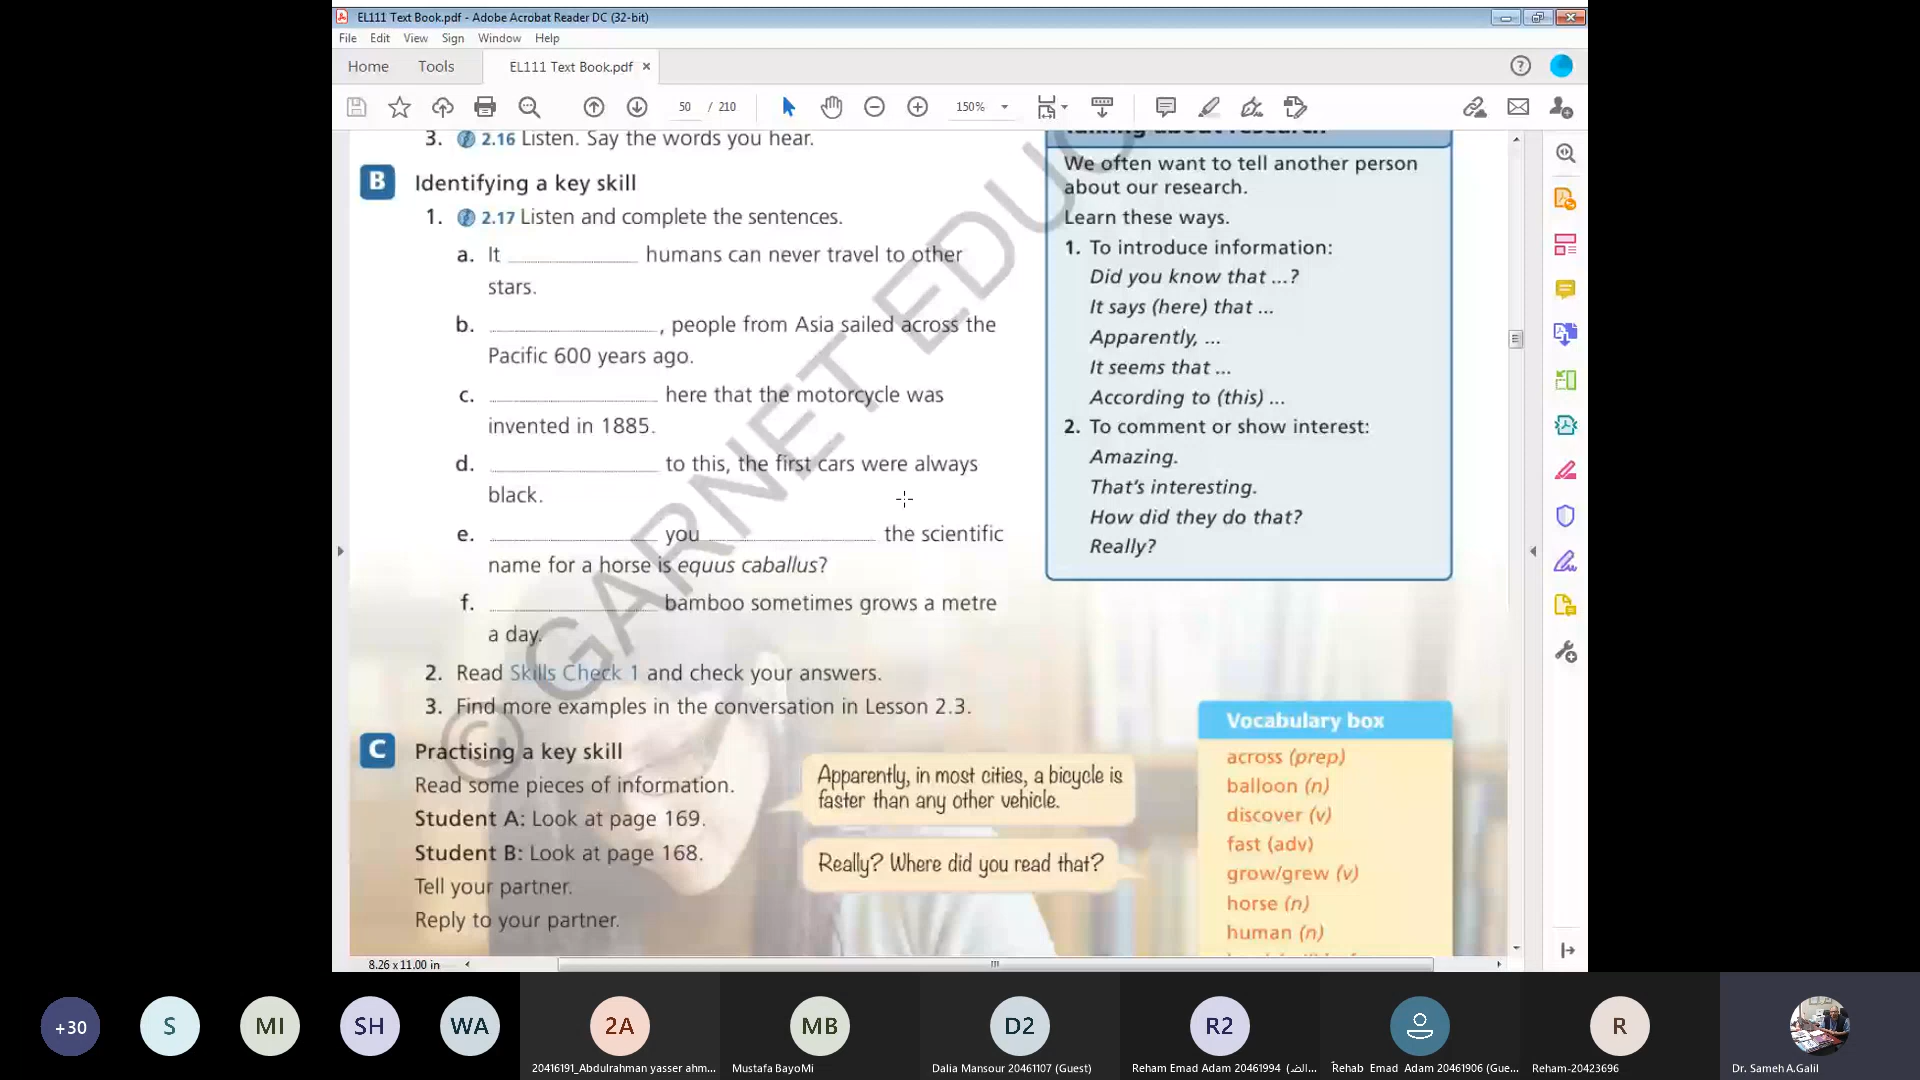 EL111 Text Book.pdf - Adobe Acrobat Reader DC (32-bit)
File Edit View Sign Window Help
Home Tools EL111 Text Book.pdf ×
50 / 210 150%
3. 2.16 Listen. Say the words you hear.
B Identifying a key skill
1. 2.17 Listen and complete the sentences.
a. It humans can never travel to other
stars.
b. , people from Asia sailed across the
Pacific 600 years ago.
c. here that the motorcycle was
invented in 1885.
d. to this, the first cars were always
black.
e. you the scientific
name for a horse is equus caballus?
f. bamboo sometimes grows a metre
a day.
2. Read Skills Check 1 and check your answers.
3. Find more examples in the conversation in Lesson 2.3.
C Practising a key skill
Read some pieces of information.
Student A: Look at page 169.
Student B: Look at page 168.
Tell your partner.
Reply to your partner.
Apparently, in most cities, a bicycle is
faster than any other vehicle.
Really? Where did you read that?
Talking about research
We often want to tell another person
about our research.
Learn these ways.
1. To introduce information:
Did you know that ...?
It says (here) that ...
Apparently, ...
It seems that ...
According to (this) ...
2. To comment or show interest:
Amazing.
That's interesting.
How did they do that?
Really?
Vocabulary box
across (prep)
balloon (n)
discover (v)
fast (adv)
grow/grew (v)
horse (n)
human (n)
© GARNET EDUC
8.26 x 11.00 in
+30 S MI SH WA 2A MB D2 R2 R
20416191_Abdulrahman yasser ahm...
Mustafa BayoMi
Dalia Mansour 20461107 (Guest)
Reham Emad Adam 20461994 (الضـ...
Rehab Emad Adam 20461906 (Gue...
Reham-20423696
Dr. Sameh A.Galil